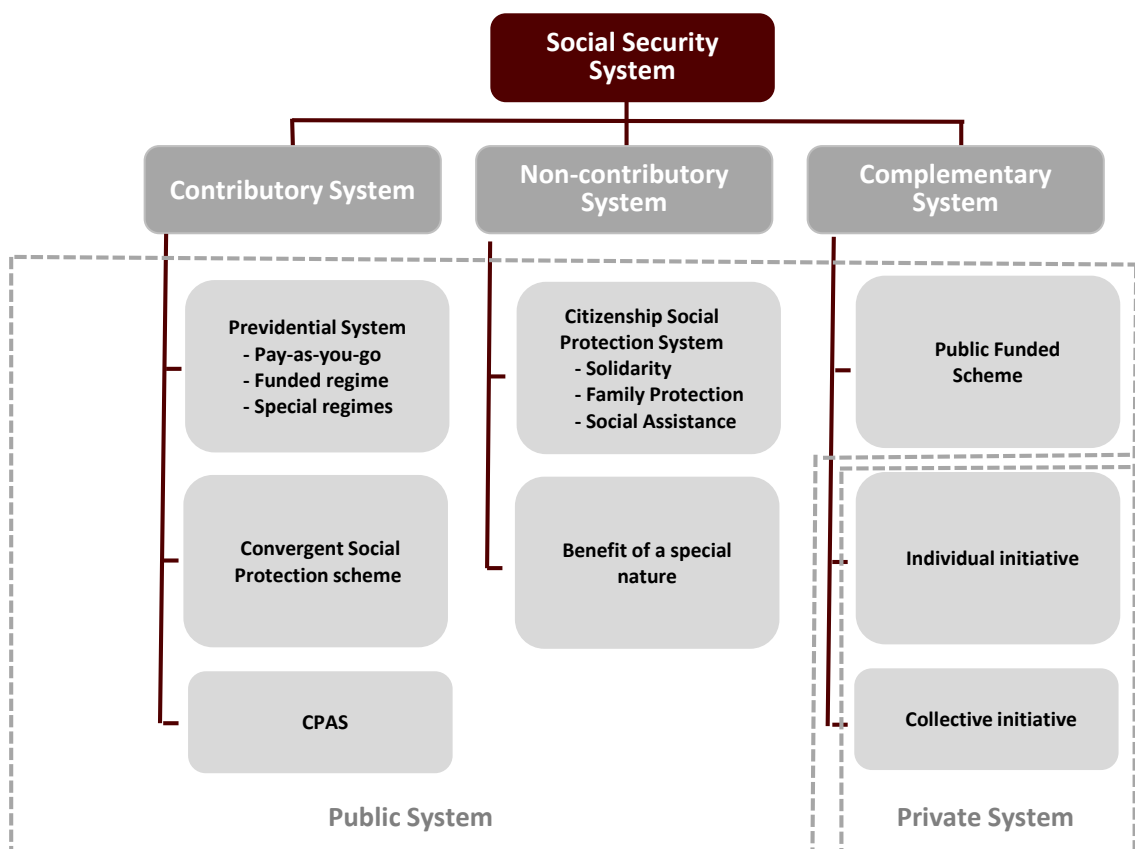 Social Security
System
Contributory System
Non-contributory
System
Complementary
System
Previdential System
- Pay-as-you-go
- Funded regime
- Special regimes
Citizenship Social
Protection System
- Solidarity
- Family Protection
- Social Assistance
Public Funded
Scheme
Convergent Social
Protection scheme
Benefit of a special
nature
Individual initiative
CPAS
Collective initiative
Public System
Private System